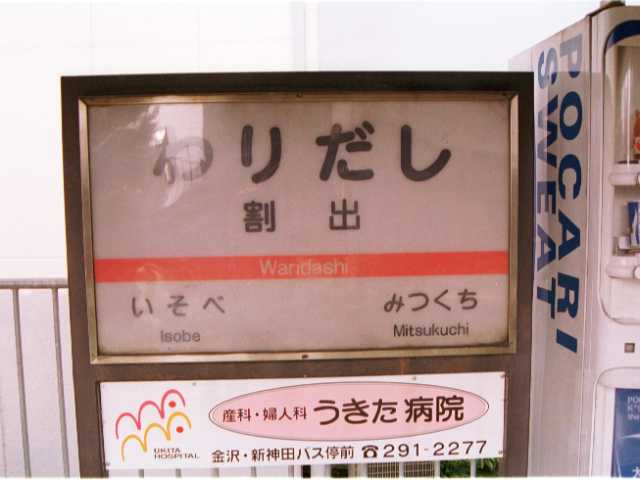 わりだし
割出
Waridashi
いそべ みつくち
Isobe Mitsukuchi
産科・婦人科 うきた病院
UKITA
HOSPITAL
金沢・新神田バス停前 ☎291-2277
POCARI
SWEAT